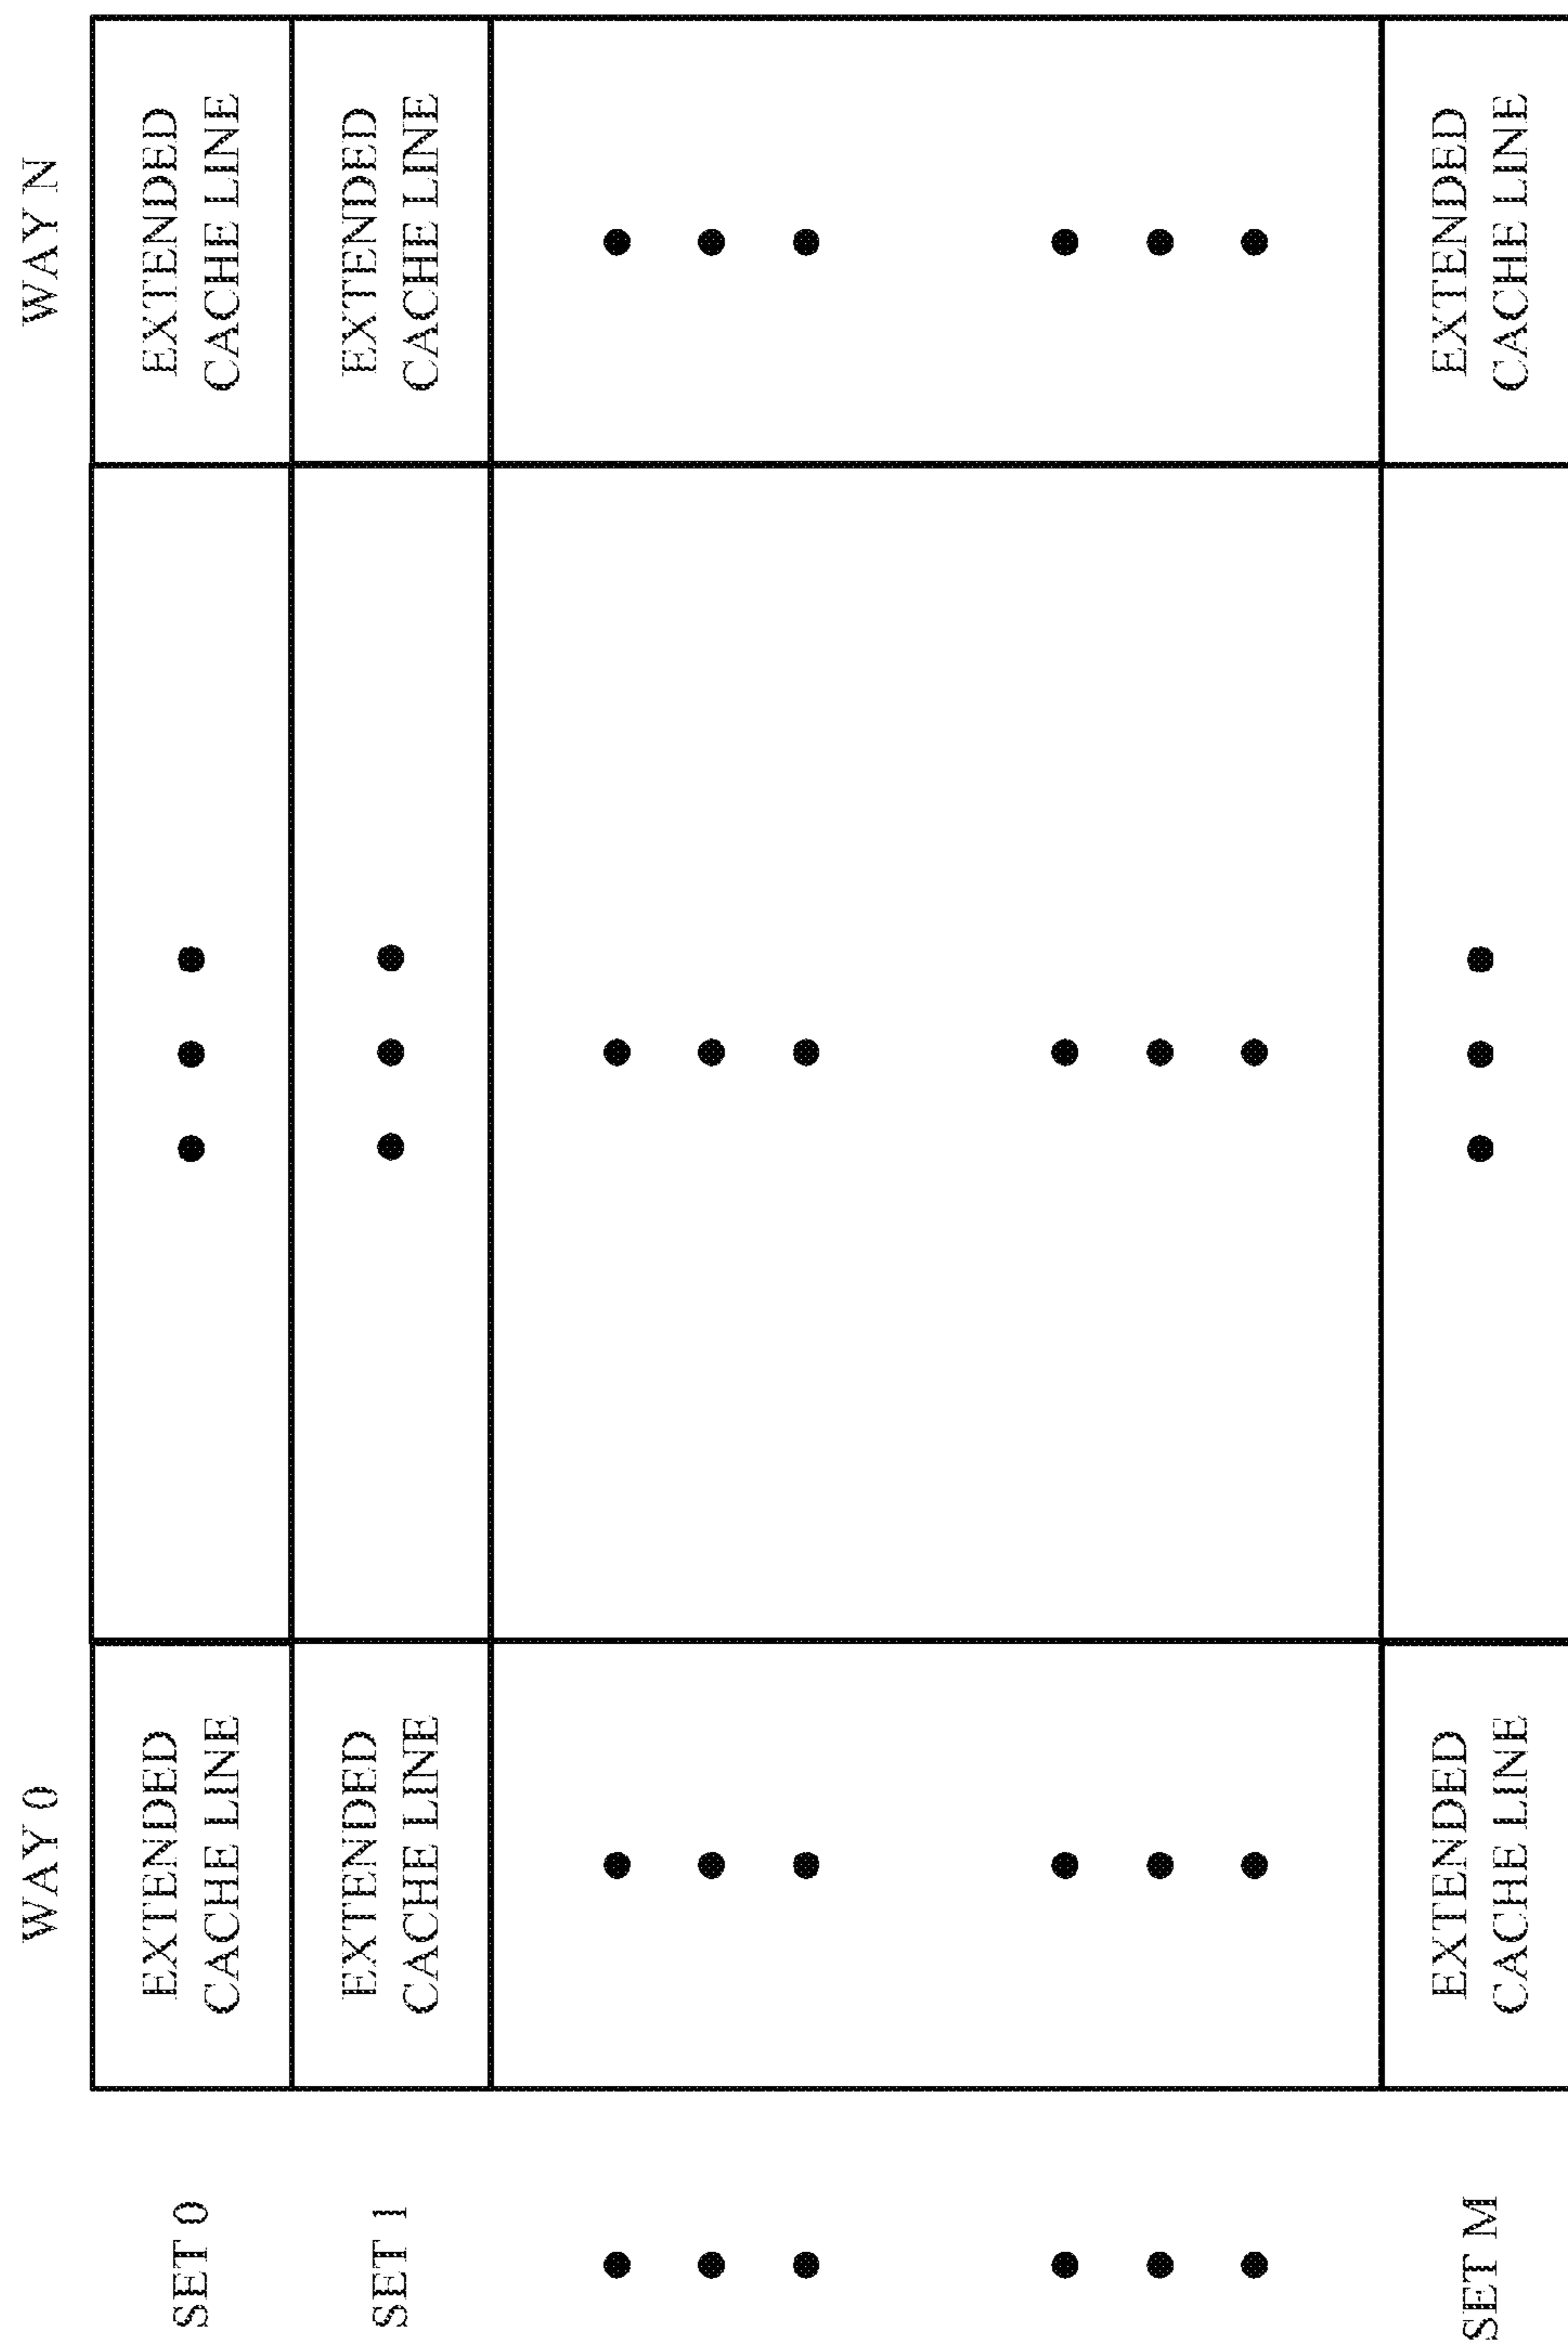 WAY 0
WAY N
SET 0
EXTENDED
CACHE LINE
EXTENDED
CACHE LINE
SET 1
EXTENDED
CACHE LINE
EXTENDED
CACHE LINE
SET M
EXTENDED
CACHE LINE
EXTENDED
CACHE LINE